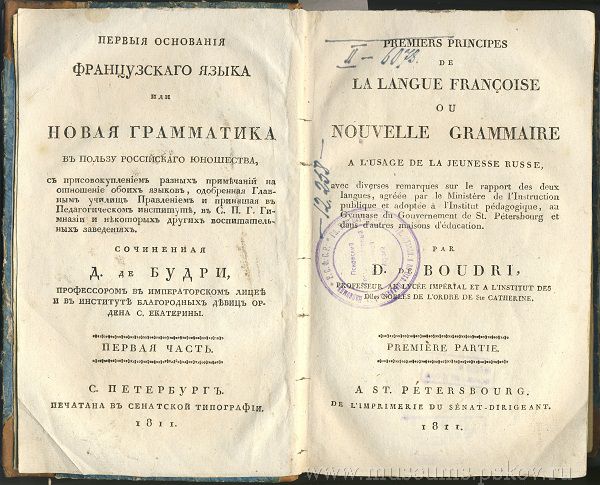 ПЕРВЫЯ ОСНОВАНІЯ
ФРАНЦУЗСКАГО ЯЗЫКА
ИЛИ
НОВАЯ ГРАММАТИКА
ВЪ ПОЛЬЗУ РОССІЙСКАГО ЮНОШЕСТВА,
съ присовокупленіемъ разныхъ примѣчаній на
отношеніе обоихъ языковъ, одобренная Глав-
нымъ училищъ Правленіемъ и принятая въ
Педагогическомъ институтѣ, въ С. П. Г. Ги-
мназіи и нѣкоторыхъ другихъ воспитатель-
ныхъ заведеніяхъ.
СОЧИНЕННАЯ
Д. ДЕ БУДРИ,
ПРОФЕССОРОМЪ ВЪ ИМПЕРАТОРСКОМЪ ЛИЦЕѢ
И ВЪ ИНСТИТУТѢ БЛАГОРОДНЫХЪ ДѢВИЦЪ ОР-
ДЕНА С. ЕКАТЕРИНЫ.
ПЕРВАЯ ЧАСТЬ.
С. ПЕТЕРБУРГЪ.
ПЕЧАТАНА ВЪ СЕНАТСКОЙ ТИПОГРАФІИ.
1811.
PREMIERS PRINCIPES
II — 60
DE
LA LANGUE FRANÇOISE
OU
NOUVELLE GRAMMAIRE
A L'USAGE DE LA JEUNESSE RUSSE,
avec diverses remarques sur le rapport des deux
langues, agréée par le Ministère de l'Instruction
publique et adoptée à l'Institut pédagogique, au
Gymnase du Gouvernement de St. Pétersbourg et
dans d'autres maisons d'éducation.
PAR
D. DE BOUDRI,
PROFESSEUR AU LYCÉE IMPÉRIAL ET A L'INSTITUT DES
Dlles NOBLES DE L'ORDRE DE Ste CATHERINE.
PREMIÈRE PARTIE.
A ST. PÉTERSBOURG.
DE L'IMPRIMERIE DU SÉNAT-DIRIGEANT.
1811.
www.museums.pskov.ru